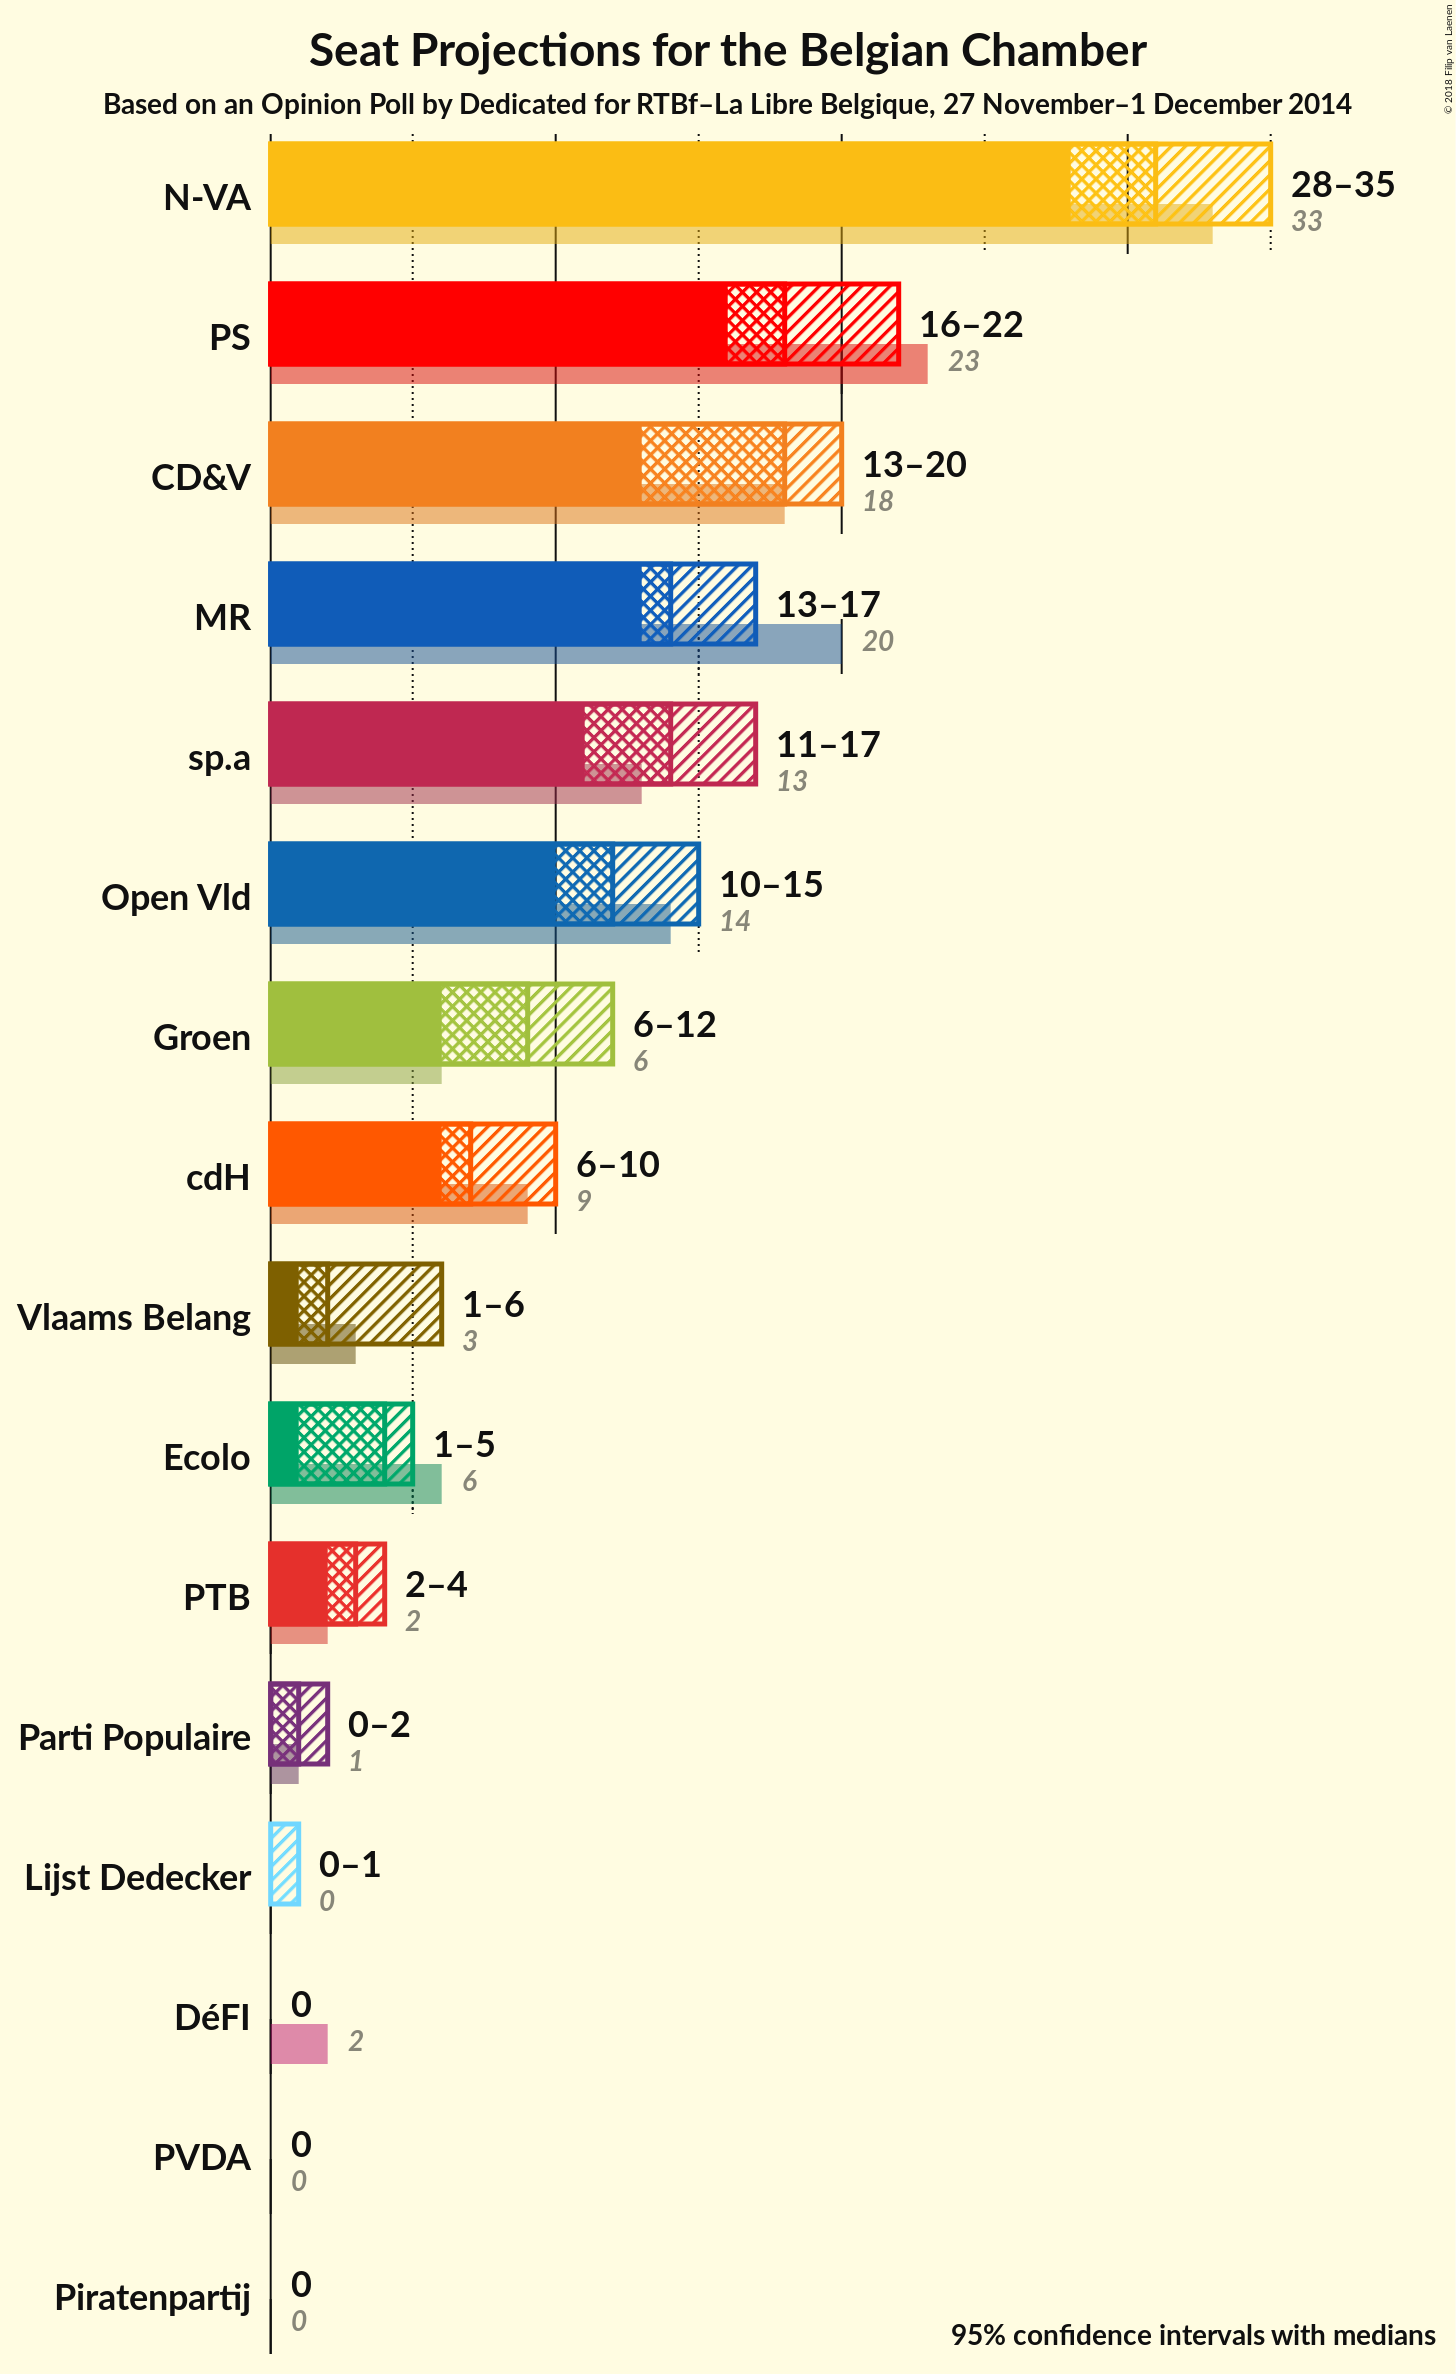 Seat Projections for the Belgian Chamber
Based on an Opinion Poll by Dedicated for RTBf–La Libre Belgique, 27 November–1 December 2014
© 2018 Filip van Laenen
N-VA
28–35
33
PS
16–22
23
CD&V
13–20
18
MR
13–17
20
sp.a
11–17
13
Open Vld
10–15
14
Groen
6–12
6
cdH
6–10
9
Vlaams Belang
1–6
3
Ecolo
1–5
6
PTB
2–4
2
Parti Populaire
0–2
1
Lijst Dedecker
0–1
0
DéFI
0
2
PVDA
0
0
Piratenpartij
0
0
95% confidence intervals with medians